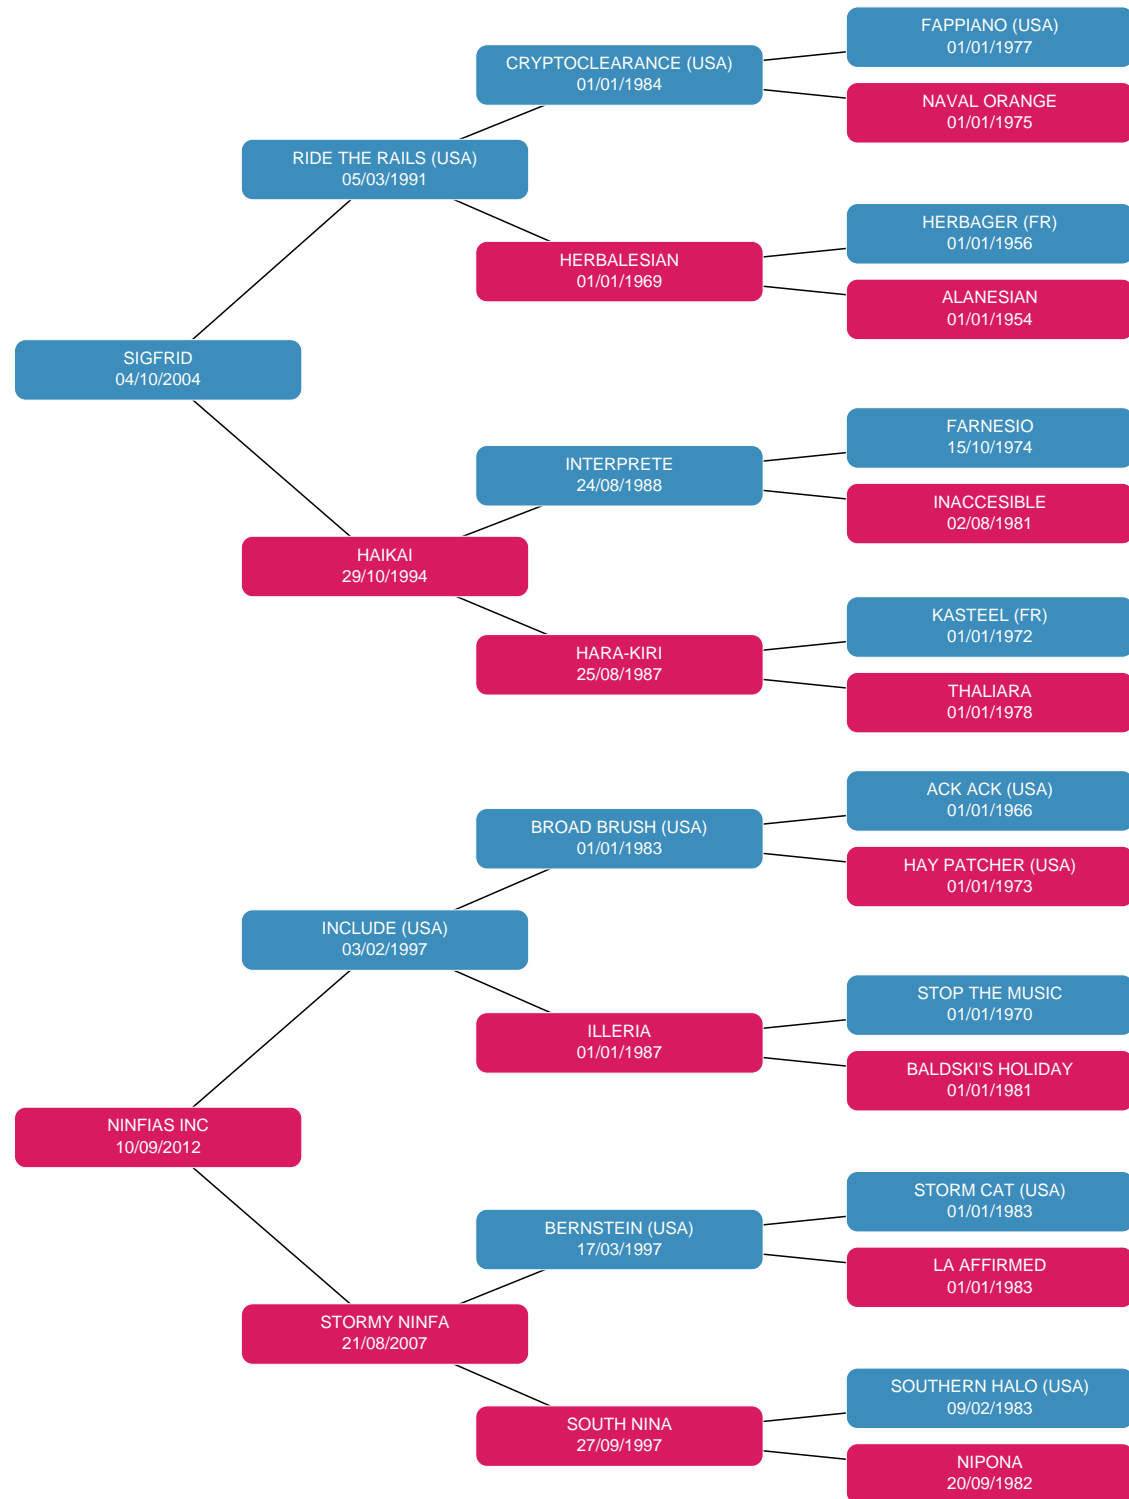 FAPPIANO (USA)
01/01/1977
CRYPTOCLEARANCE (USA)
01/01/1984
NAVAL ORANGE
01/01/1975
RIDE THE RAILS (USA)
05/03/1991
HERBAGER (FR)
01/01/1956
HERBALESIAN
01/01/1969
ALANESIAN
01/01/1954
SIGFRID
04/10/2004
FARNESIO
15/10/1974
INTERPRETE
24/08/1988
INACCESIBLE
02/08/1981
HAIKAI
29/10/1994
KASTEEL (FR)
01/01/1972
HARA-KIRI
25/08/1987
THALIARA
01/01/1978
ACK ACK (USA)
01/01/1966
BROAD BRUSH (USA)
01/01/1983
HAY PATCHER (USA)
01/01/1973
INCLUDE (USA)
03/02/1997
STOP THE MUSIC
01/01/1970
ILLERIA
01/01/1987
BALDSKI'S HOLIDAY
01/01/1981
NINFIAS INC
10/09/2012
STORM CAT (USA)
01/01/1983
BERNSTEIN (USA)
17/03/1997
LA AFFIRMED
01/01/1983
STORMY NINFA
21/08/2007
SOUTHERN HALO (USA)
09/02/1983
SOUTH NINA
27/09/1997
NIPONA
20/09/1982